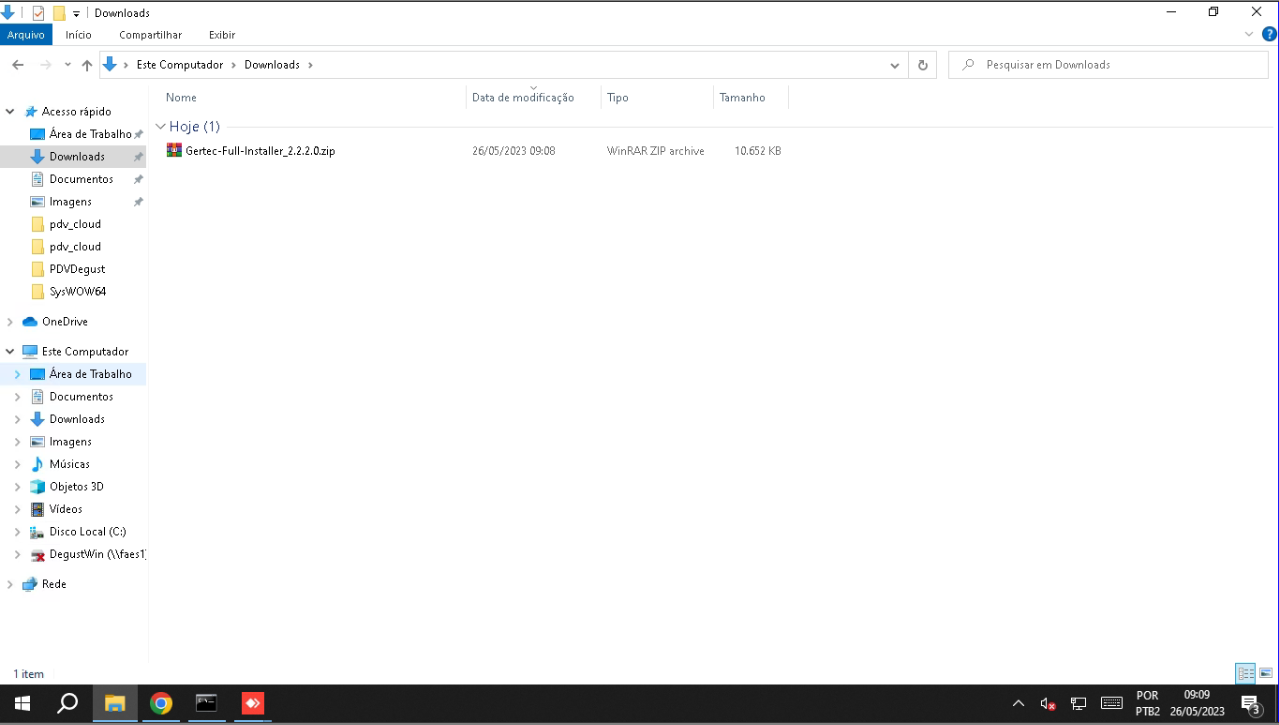 Downloads
Arquivo Início Compartilhar Exibir
Este Computador Downloads Pesquisar em Downloads
Nome Data de modificação Tipo Tamanho
Acesso rápido
Área de Trabalho
Downloads
Documentos
Imagens
pdv_cloud
pdv_cloud
PDVDegust
SysWOW64
OneDrive
Este Computador
Área de Trabalho
Documentos
Downloads
Imagens
Músicas
Objetos 3D
Vídeos
Disco Local (C:)
DegustWin (\\faes1
Rede
Hoje (1)
Gertec-Full-Installer_2.2.2.0.zip 26/05/2023 09:08 WinRAR ZIP archive 10.652 KB
1 item
POR
PTB2
09:09
26/05/2023
3